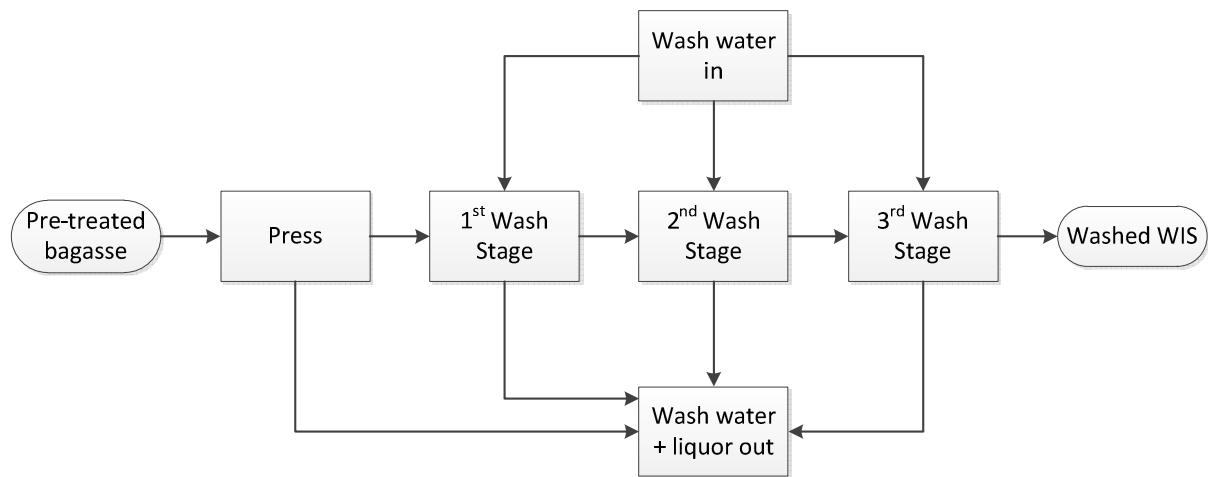 Wash water
in
Pre-treated
bagasse
Press
1st Wash
Stage
2nd Wash
Stage
3rd Wash
Stage
Washed WIS
Wash water
+ liquor out